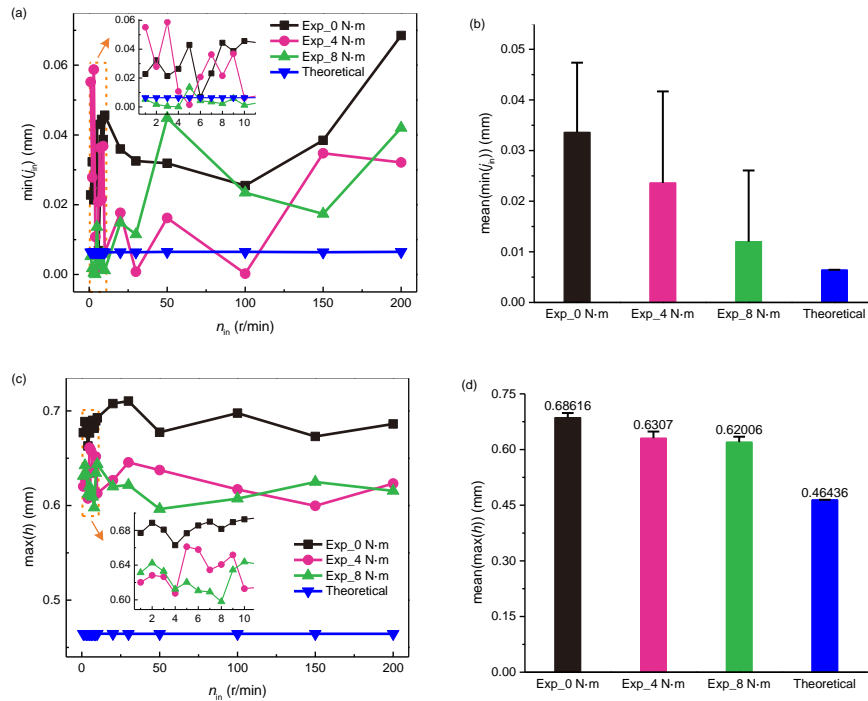 (a)
min(j_in) (mm)
0.06
0.04
0.02
0.00
0 50 100 150 200
n_in (r/min)
0.06
0.04
0.02
0.00
2 4 6 8 10
Exp_0 N·m
Exp_4 N·m
Exp_8 N·m
Theoretical
(b)
mean(min(j_in)) (mm)
0.05
0.04
0.03
0.02
0.01
0.00
Exp_0 N·m Exp_4 N·m Exp_8 N·m Theoretical
(c)
max(h) (mm)
0.7
0.6
0.5
0 50 100 150 200
n_in (r/min)
0.68
0.64
0.60
2 4 6 8 10
Exp_0 N·m
Exp_4 N·m
Exp_8 N·m
Theoretical
(d)
mean(max(h)) (mm)
0.75
0.60
0.45
0.30
0.15
0.00
0.68616
0.6307
0.62006
0.46436
Exp_0 N·m Exp_4 N·m Exp_8 N·m Theoretical